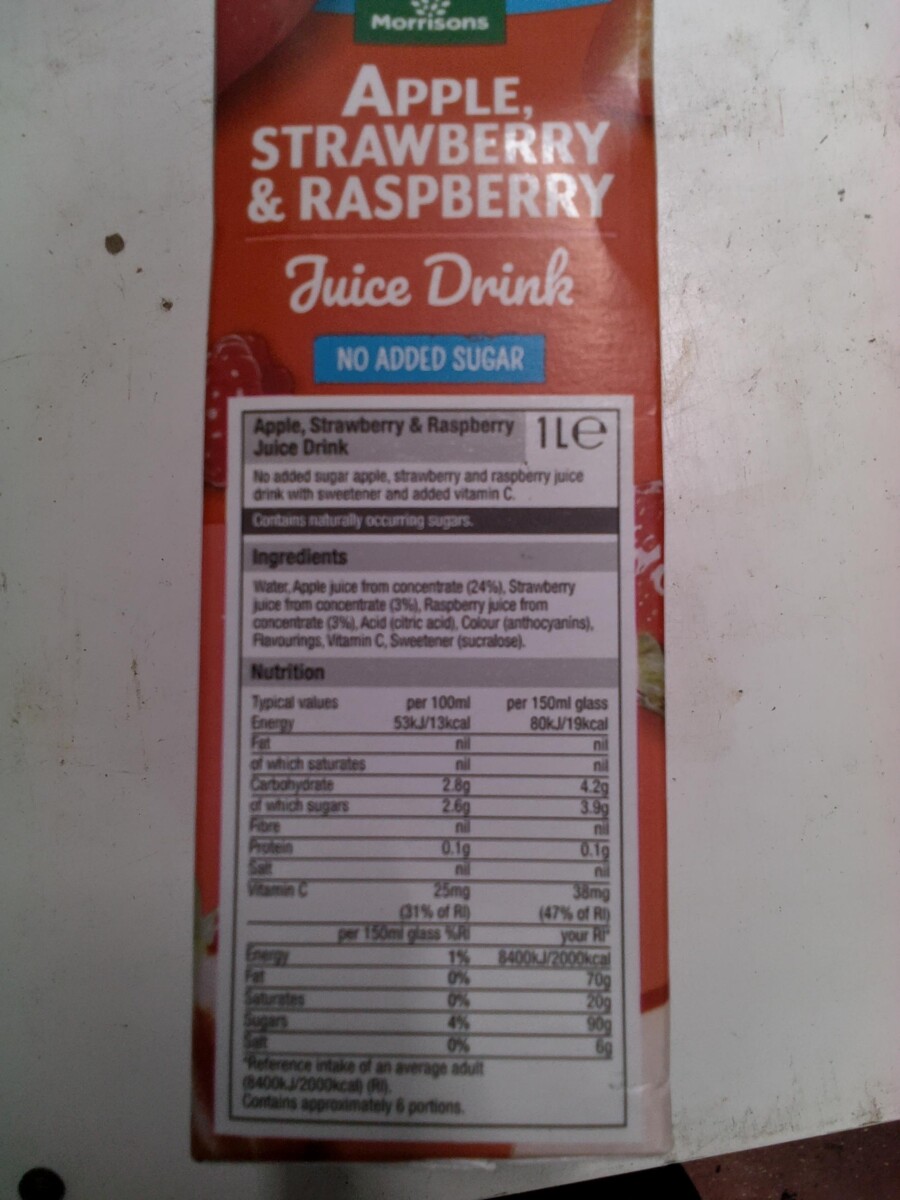 Morrisons
APPLE,
STRAWBERRY
& RASPBERRY
Juice Drink
NO ADDED SUGAR
Apple, Strawberry & Raspberry
Juice Drink
1L℮
No added sugar apple, strawberry and raspberry juice
drink with sweetener and added vitamin C.
Contains naturally occurring sugars.
Ingredients
Water, Apple juice from concentrate (24%), Strawberry
juice from concentrate (3%), Raspberry juice from
concentrate (3%), Acid (citric acid), Colour (anthocyanins),
Flavourings, Vitamin C, Sweetener (sucralose).
Nutrition
Typical values per 100ml per 150ml glass
Energy 53kJ/13kcal 80kJ/19kcal
Fat nil nil
of which saturates nil nil
Carbohydrate 2.8g 4.2g
of which sugars 2.6g 3.9g
Fibre nil nil
Protein 0.1g 0.1g
Salt nil nil
Vitamin C 25mg 38mg
(31% of RI) (47% of RI)
per 150ml glass %RI your RI*
Energy 1% 8400kJ/2000kcal
Fat 0% 70g
Saturates 0% 20g
Sugars 4% 90g
Salt 0% 6g
*Reference intake of an average adult
(8400kJ/2000kcal) (RI).
Contains approximately 6 portions.